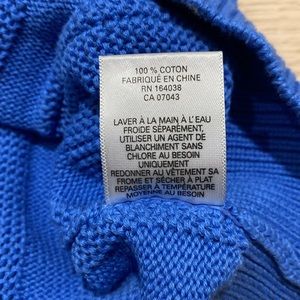 100 % COTON
FABRIQUÉ EN CHINE
RN 164038
CA 07043
LAVER À LA MAIN À L'EAU
FROIDE SÉPARÉMENT,
UTILISER UN AGENT DE
BLANCHIMENT SANS
CHLORE AU BESOIN
UNIQUEMENT
REDONNER AU VÊTEMENT SA
FROME ET SÉCHER À PLAT
REPASSER À TEMPÉRATURE
MOYENNE AU BESOIN